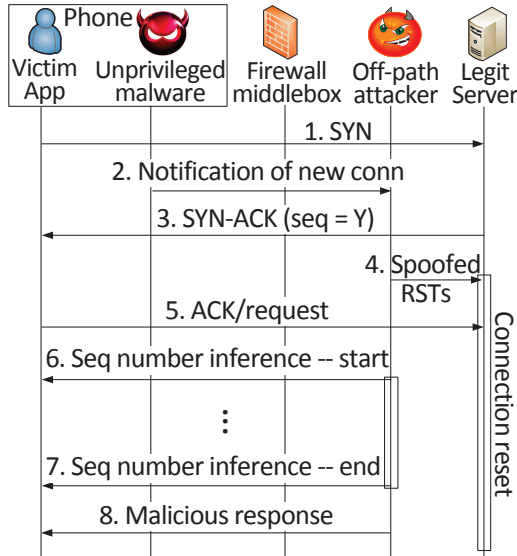 Phone
Victim App
Unprivileged malware
Firewall middlebox
Off-path attacker
Legit Server
1. SYN
2. Notification of new conn
3. SYN-ACK (seq = Y)
4. Spoofed RSTs
5. ACK/request
6. Seq number inference -- start
...
7. Seq number inference -- end
8. Malicious response
Connection reset